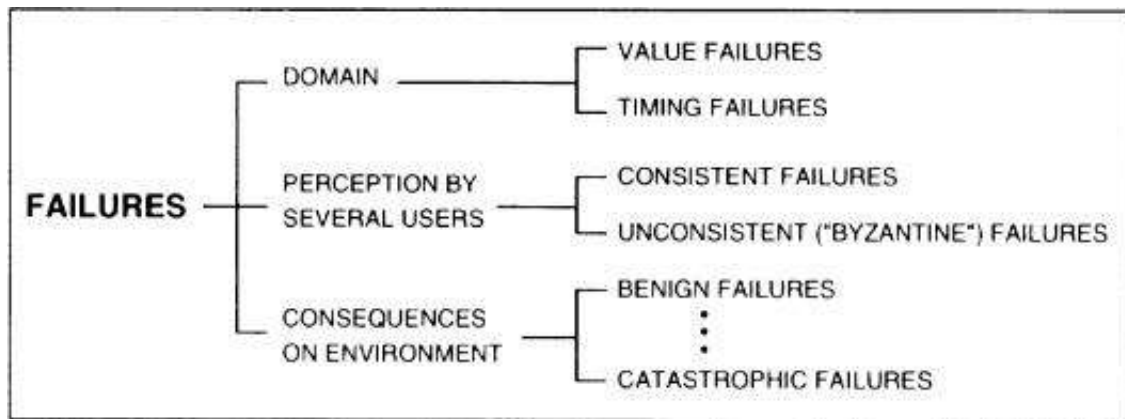 FAILURES
DOMAIN
VALUE FAILURES
TIMING FAILURES
PERCEPTION BY
SEVERAL USERS
CONSISTENT FAILURES
UNCONSISTENT ("BYZANTINE") FAILURES
CONSEQUENCES
ON ENVIRONMENT
BENIGN FAILURES
CATASTROPHIC FAILURES